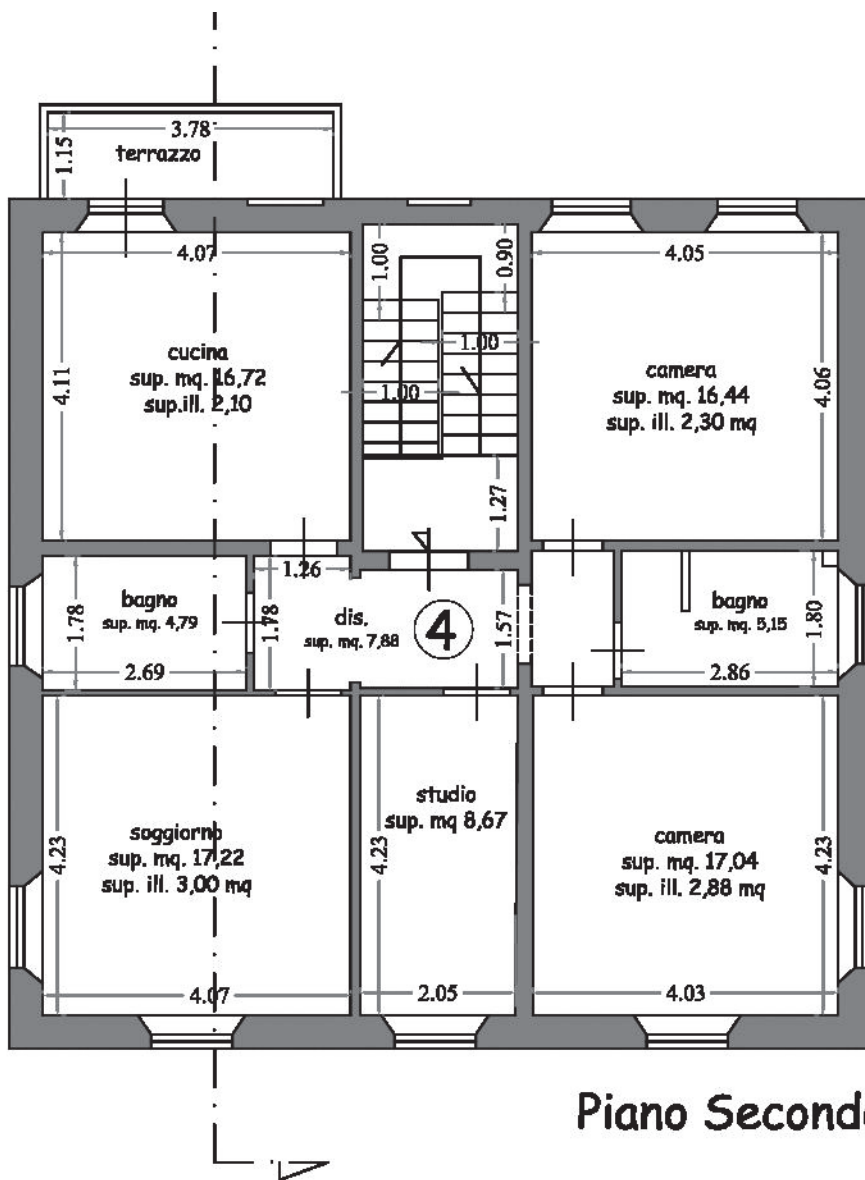 3.78
1.15
terrazzo
4.07
1.00
0.90
4.05
4.11
cucina
sup. mq. 16,72
sup.ill. 2,10
1.00
1.00
camera
sup. mq. 16,44
sup. ill. 2,30 mq
4.06
1.27
1.78
bagno
sup. mq. 4,79
2.69
1.26
1.78
dis.
sup. mq. 7,88
4
1.57
bagno
sup. mq. 5,15
1.80
2.86
4.23
soggiorno
sup. mq. 17,22
sup. ill. 3,00 mq
4.07
4.23
studio
sup. mq 8,67
2.05
camera
sup. mq. 17,04
sup. ill. 2,88 mq
4.23
4.03
Piano Secondo